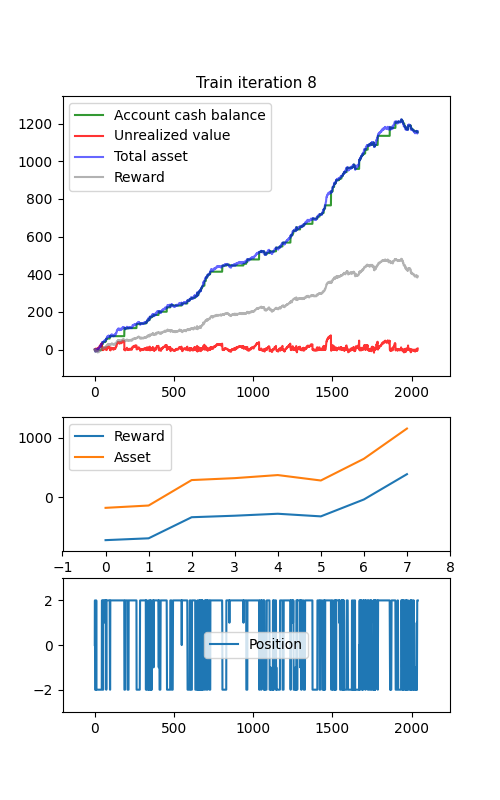 Train iteration 8
Account cash balance
Unrealized value
Total asset
Reward
1200
1000
800
600
400
200
0
0 500 1000 1500 2000
Reward
Asset
1000
0
−1 0 1 2 3 4 5 6 7 8
Position
2
0
−2
0 500 1000 1500 2000